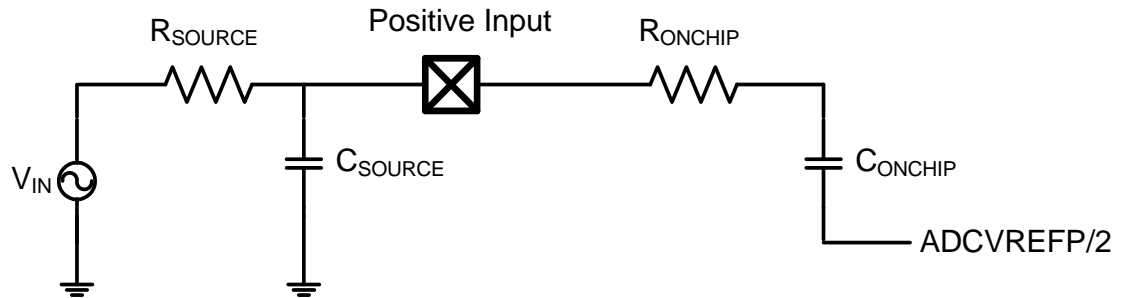 Positive Input
RSOURCE
RONCHIP
VIN
CSOURCE
CONCHIP
ADCVREFP/2